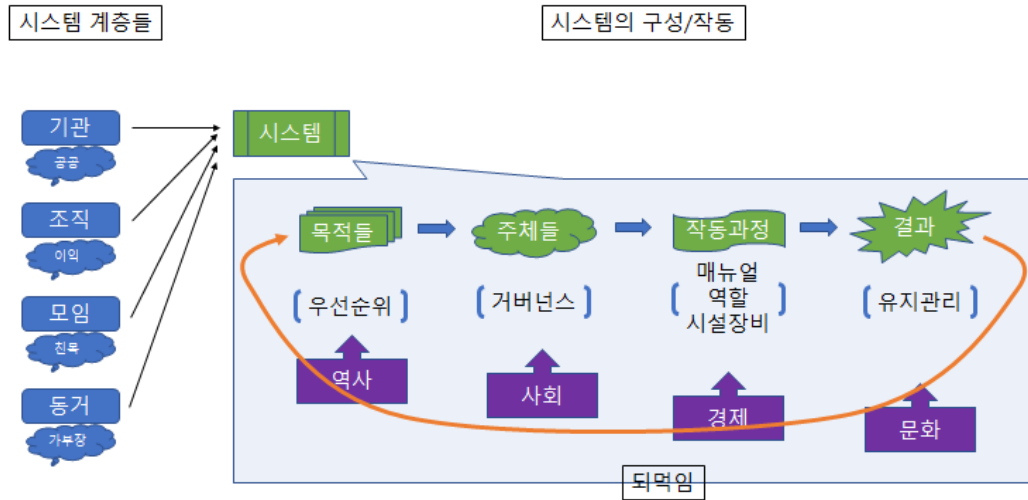 시스템 계층들
시스템의 구성/작동
기관
공공
조직
이익
모임
친목
동거
가부장
시스템
목적들
주체들
작동과정
결과
우선순위
거버넌스
매뉴얼
역할
시설장비
유지관리
역사
사회
경제
문화
되먹임